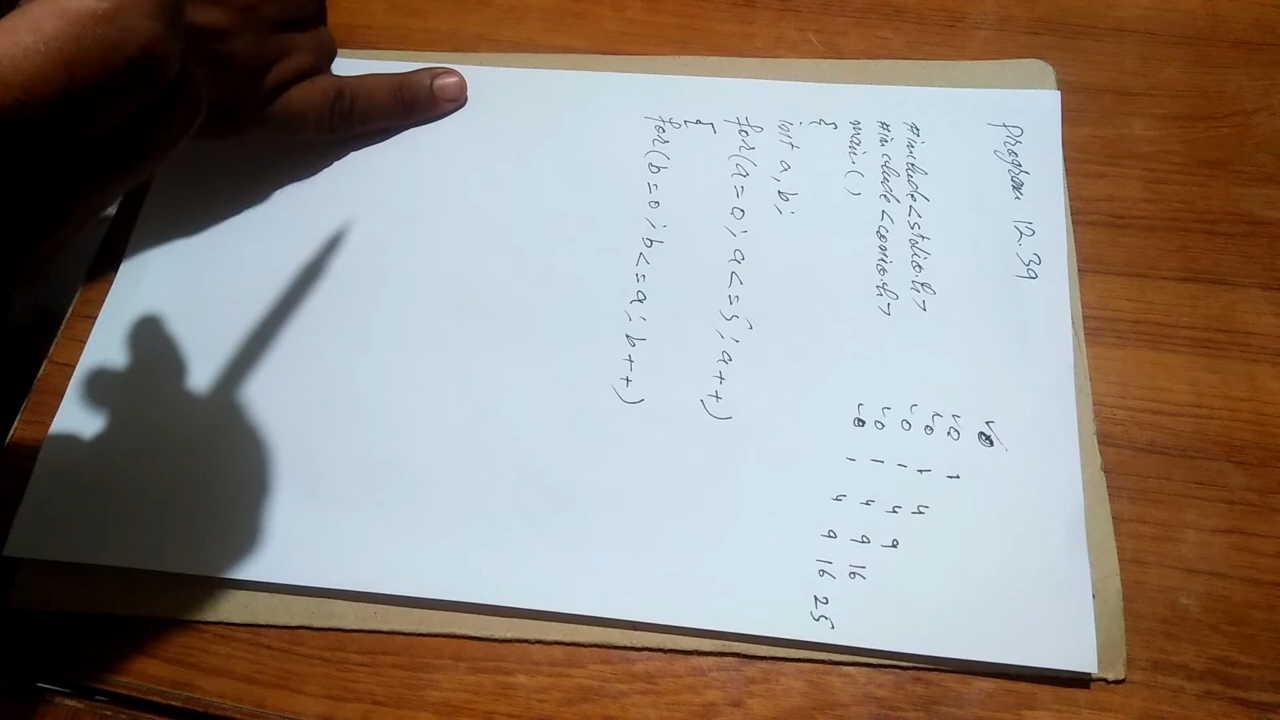 Program 12.39
#include<stdio.h>
#include<conio.h>
main()
{
int a,b;
for(a=0;a<=5;a++)
{
for(b=0;b<=a;b++)
0
0 1
0 1 4
0 1 4 9
0 1 4 9 16
0 1 4 9 16 25